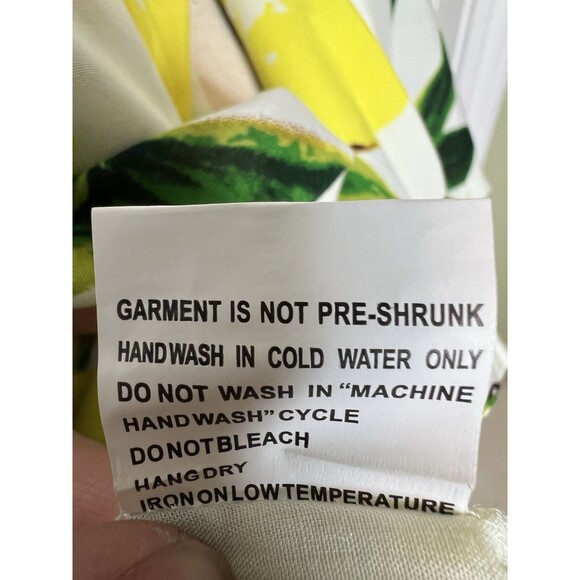 GARMENT IS NOT PRE-SHRUNK
HAND WASH IN COLD WATER ONLY
DO NOT WASH IN “MACHINE
HAND WASH” CYCLE
DO NOT BLEACH
HANG DRY
IRON ON LOW TEMPERATURE